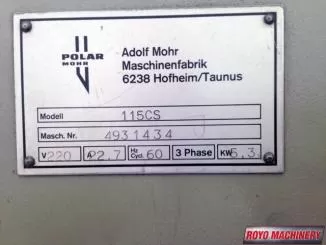 POLAR
MOHR
Adolf Mohr
Maschinenfabrik
6238 Hofheim/Taunus
Modell 115CS
Masch. Nr. 4931434
V 220 A 22.7 Hz Cycl. 60 3 Phase KW 6.3
ROYO MACHINERY